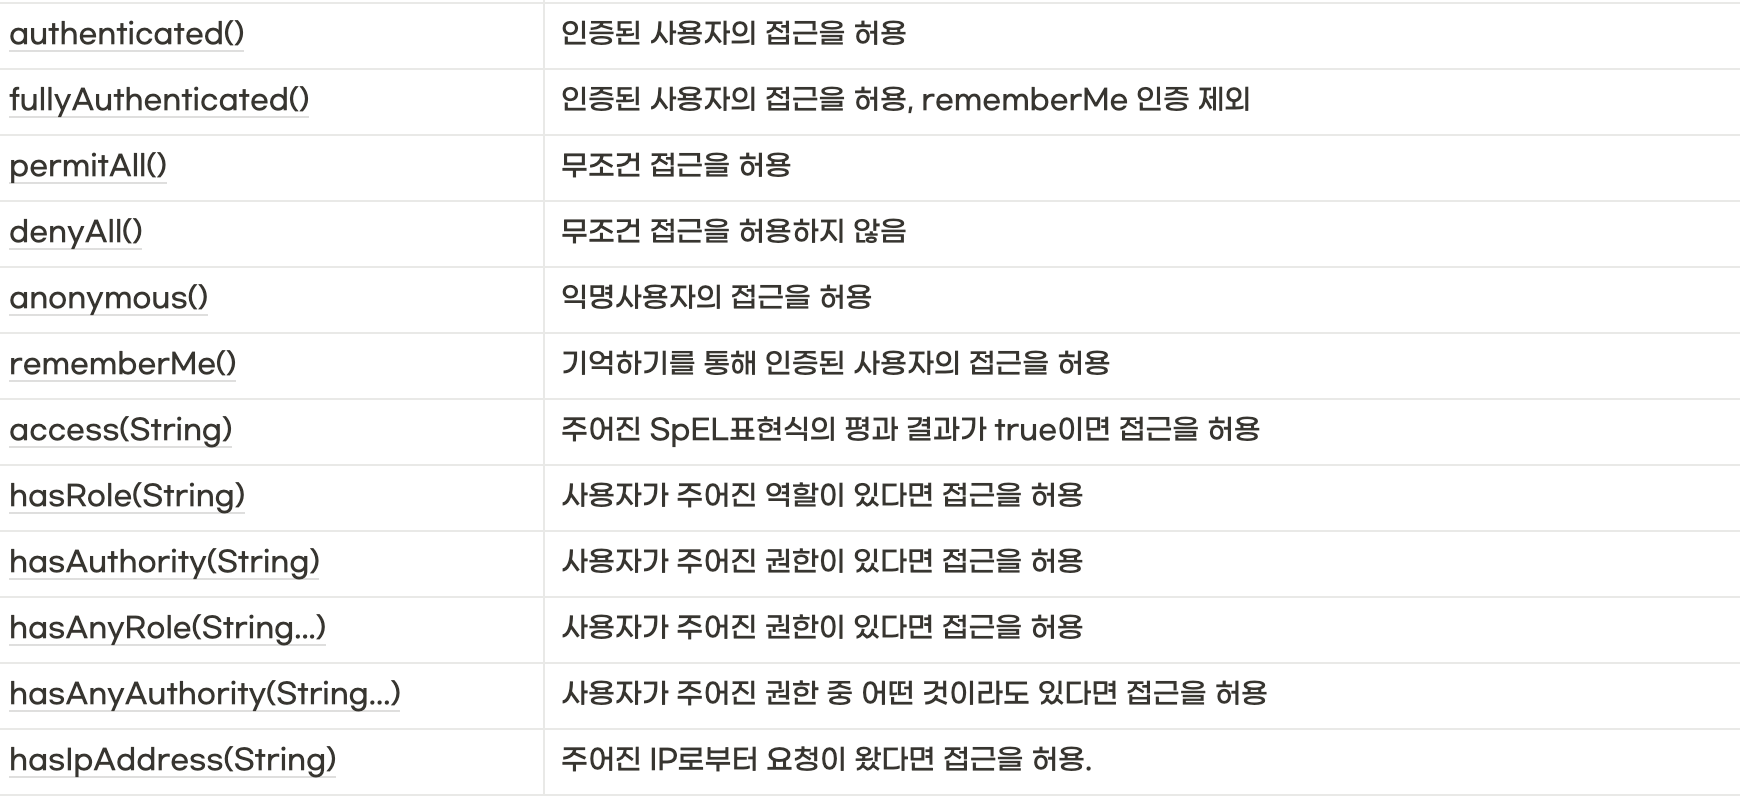 authenticated() 인증된 사용자의 접근을 허용
fullyAuthenticated() 인증된 사용자의 접근을 허용, rememberMe 인증 제외
permitAll() 무조건 접근을 허용
denyAll() 무조건 접근을 허용하지 않음
anonymous() 익명사용자의 접근을 허용
rememberMe() 기억하기를 통해 인증된 사용자의 접근을 허용
access(String) 주어진 SpEL표현식의 평과 결과가 true이면 접근을 허용
hasRole(String) 사용자가 주어진 역할이 있다면 접근을 허용
hasAuthority(String) 사용자가 주어진 권한이 있다면 접근을 허용
hasAnyRole(String...) 사용자가 주어진 권한이 있다면 접근을 허용
hasAnyAuthority(String...) 사용자가 주어진 권한 중 어떤 것이라도 있다면 접근을 허용
hasIpAddress(String) 주어진 IP로부터 요청이 왔다면 접근을 허용.